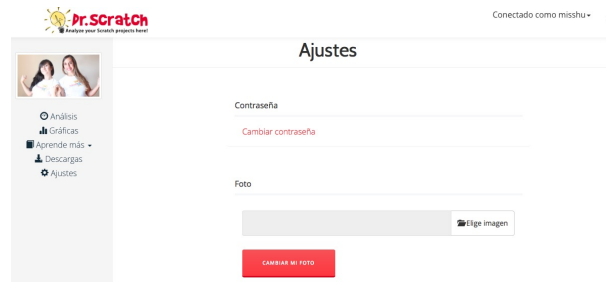 Dr.Scratch
Analyze your Scratch projects here!
Conectado como misshu
Ajustes
Análisis
Gráficas
Aprende más
Descargas
Ajustes
Contraseña
Cambiar contraseña
Foto
Elige imagen
CAMBIAR MI FOTO